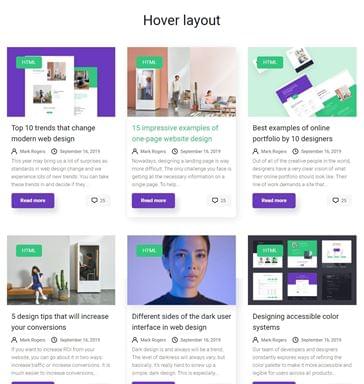 Hover layout
HTML
HTML
HTML
Top 10 trends that change
modern web design
Mark Rogers
September 16, 2019
This year may bring us a lot of surprises as
standards in web design change and we
experience lots of new trends. You can take
these trends in and decide if they...
Read more
25
15 impressive examples of
one-page website design
Mark Rogers
September 16, 2019
Nowadays, designing a landing page is way
more difficult. The only challenge you face is
getting all the necessary information on a
single page. To help...
Read more
25
Best examples of online
portfolio by 10 designers
Mark Rogers
September 16, 2019
Out of all of the creative people in the world,
designers have a very clear vision of what
their online portfolio should look like. Their
line of work demands a site that...
Read more
25
HTML
HTML
HTML
5 design tips that will increase
your conversions
Mark Rogers
September 16, 2019
If you want to increase ROI from your
website, you can go about it in two ways:
increase traffic or increase conversions. It is
much easier to increase conversions,
Different sides of the dark user
interface in web design
Mark Rogers
September 16, 2019
Dark design is and always will be a trend.
The level of darkness will always vary, but
basically, it's really hard to screw up a
simple, dark design. This is especially...
Designing accessible color
systems
Mark Rogers
September 16, 2019
Our team of developers and designers
constantly explores ways of refining the
color palette to make it more accessible and
legible for users across all products...